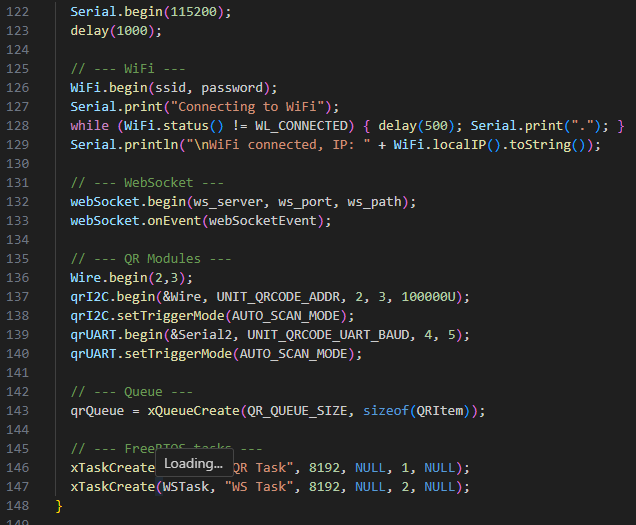 122 Serial.begin(115200);
123 delay(1000);
124
125 // --- WiFi ---
126 WiFi.begin(ssid, password);
127 Serial.print("Connecting to WiFi");
128 while (WiFi.status() != WL_CONNECTED) { delay(500); Serial.print("."); }
129 Serial.println("\nWiFi connected, IP: " + WiFi.localIP().toString());
130
131 // --- WebSocket ---
132 webSocket.begin(ws_server, ws_port, ws_path);
133 webSocket.onEvent(webSocketEvent);
134
135 // --- QR Modules ---
136 Wire.begin(2,3);
137 qrI2C.begin(&Wire, UNIT_QRCODE_ADDR, 2, 3, 100000U);
138 qrI2C.setTriggerMode(AUTO_SCAN_MODE);
139 qrUART.begin(&Serial2, UNIT_QRCODE_UART_BAUD, 4, 5);
140 qrUART.setTriggerMode(AUTO_SCAN_MODE);
141
142 // --- Queue ---
143 qrQueue = xQueueCreate(QR_QUEUE_SIZE, sizeof(QRItem));
144
145 // --- FreeRTOS tasks ---
146 xTaskCreate Loading... QR Task", 8192, NULL, 1, NULL);
147 xTaskCreate(WSTask, "WS Task", 8192, NULL, 2, NULL);
148 }